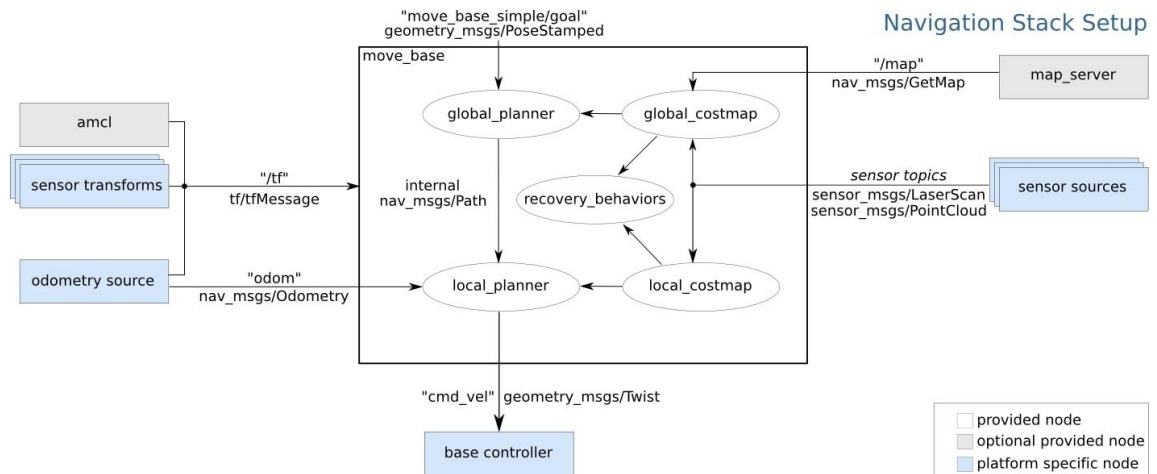 "move_base_simple/goal"
geometry_msgs/PoseStamped
Navigation Stack Setup
move_base
"/map"
nav_msgs/GetMap
map_server
amcl
global_planner
global_costmap
sensor transforms
"/tf"
tf/tfMessage
internal
nav_msgs/Path
recovery_behaviors
sensor topics
sensor_msgs/LaserScan
sensor_msgs/PointCloud
sensor sources
odometry source
"odom"
nav_msgs/Odometry
local_planner
local_costmap
"cmd_vel" geometry_msgs/Twist
base controller
provided node
optional provided node
platform specific node